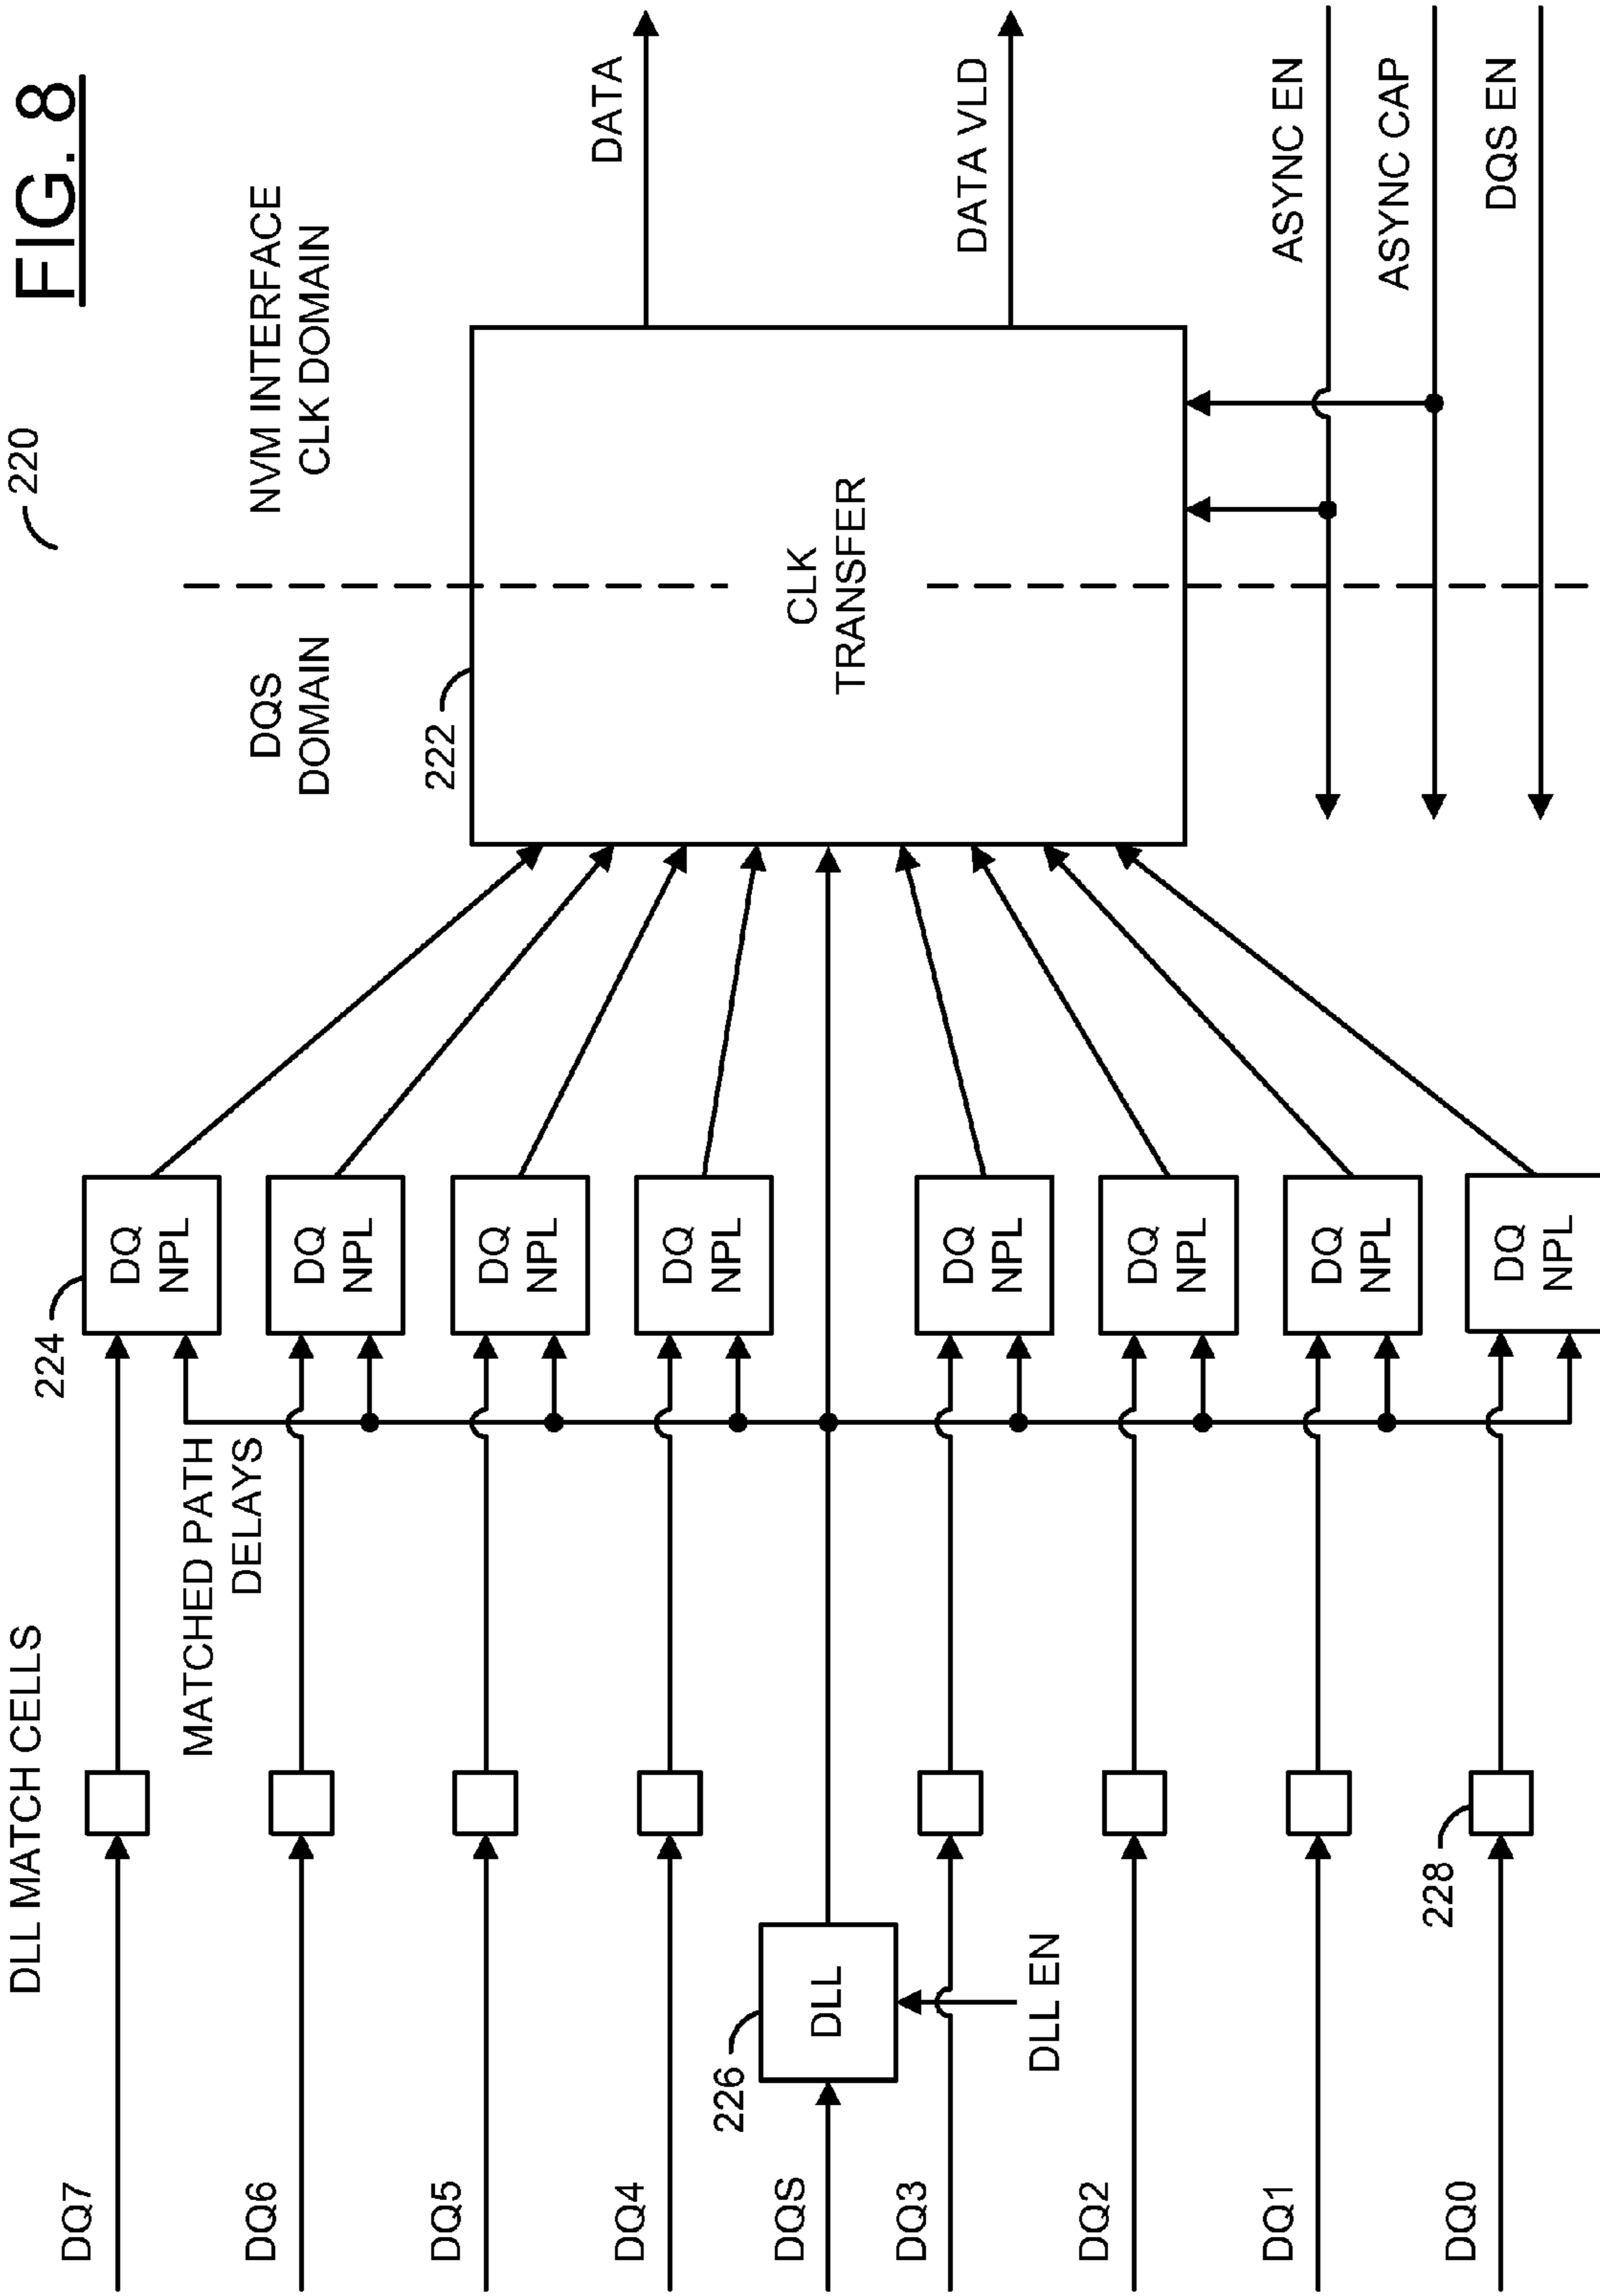 FIG. 8
220
DLL MATCH CELLS
NVM INTERFACE
CLK DOMAIN
DQS
DOMAIN
MATCHED PATH
DELAYS
DQ7
DQ6
DQ5
DQ4
DQS
DQ3
DQ2
DQ1
DQ0
226
DLL
DLL EN
228
224
DQ
NPL
DQ
NPL
DQ
NPL
DQ
NPL
DQ
NPL
DQ
NPL
DQ
NPL
DQ
NPL
222
CLK
TRANSFER
DATA
DATA VLD
ASYNC EN
ASYNC CAP
DQS EN